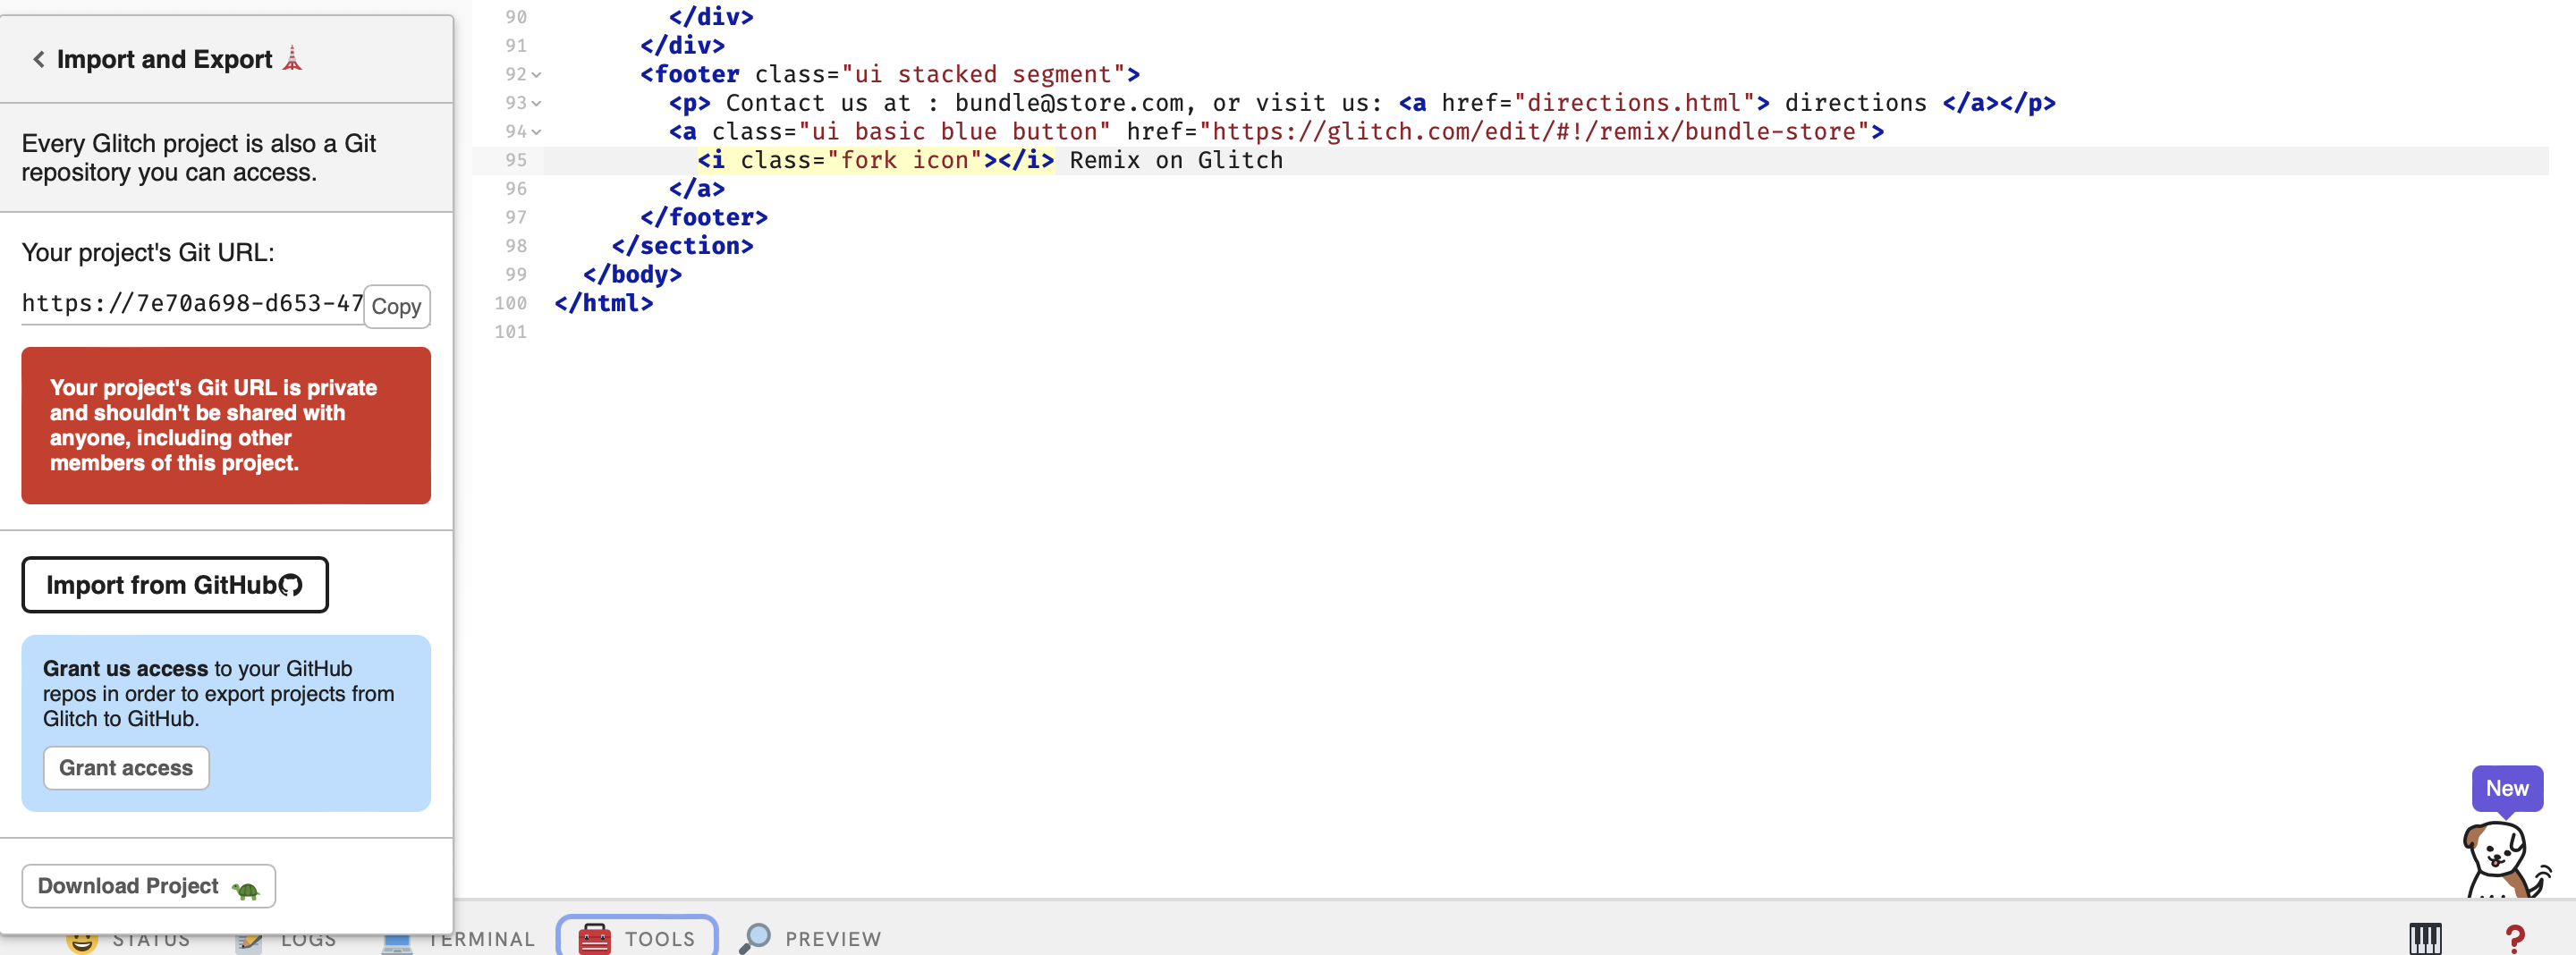 Import and Export
Every Glitch project is also a Git
repository you can access.
Your project's Git URL:
https://7e70a698-d653-47
Copy
Your project's Git URL is private
and shouldn't be shared with
anyone, including other
members of this project.
Import from GitHub
Grant us access to your GitHub
repos in order to export projects from
Glitch to GitHub.
Grant access
Download Project
90 </div>
91 </div>
92 <footer class="ui stacked segment">
93 <p> Contact us at : bundle@store.com, or visit us: <a href="directions.html"> directions </a></p>
94 <a class="ui basic blue button" href="https://glitch.com/edit/#!/remix/bundle-store">
95 <i class="fork icon"></i> Remix on Glitch
96 </a>
97 </footer>
98 </section>
99 </body>
100 </html>
101
New
STATUS LOGS TERMINAL TOOLS PREVIEW ?